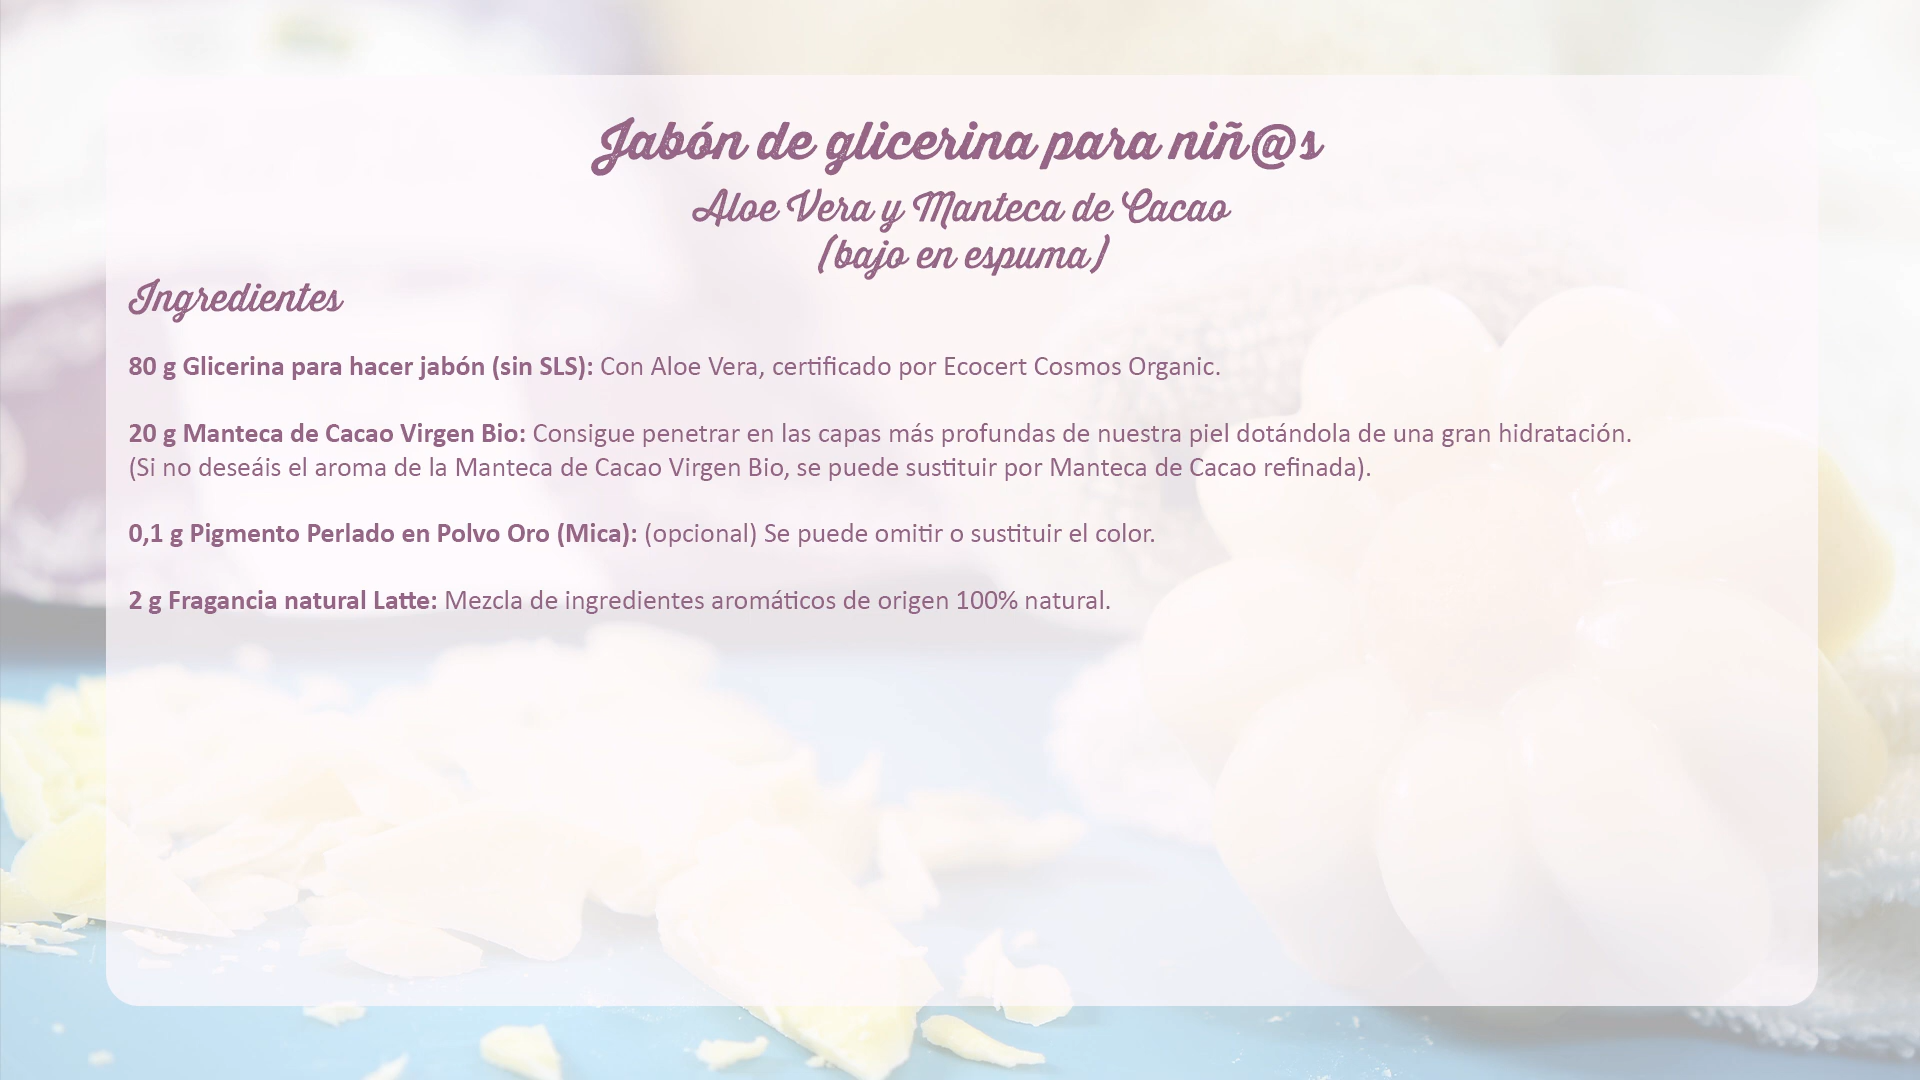 Jabón de glicerina para niñ@s
Aloe Vera y Manteca de Cacao
(bajo en espuma)
Ingredientes
80 g Glicerina para hacer jabón (sin SLS): Con Aloe Vera, certificado por Ecocert Cosmos Organic.
20 g Manteca de Cacao Virgen Bio: Consigue penetrar en las capas más profundas de nuestra piel dotándola de una gran hidratación.
(Si no deseáis el aroma de la Manteca de Cacao Virgen Bio, se puede sustituir por Manteca de Cacao refinada).
0,1 g Pigmento Perlado en Polvo Oro (Mica): (opcional) Se puede omitir o sustituir el color.
2 g Fragancia natural Latte: Mezcla de ingredientes aromáticos de origen 100% natural.